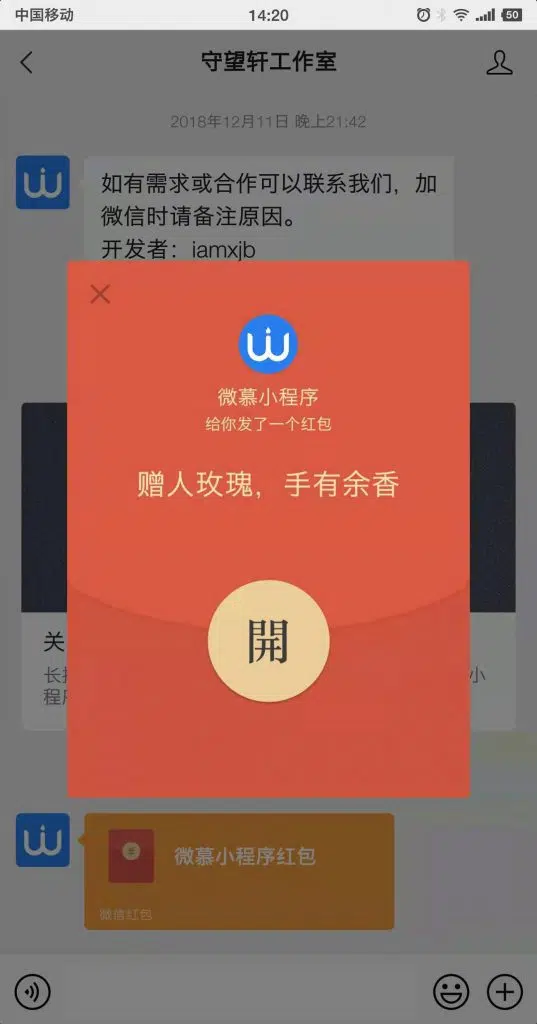 中国移动
14:20
50
守望轩工作室
2018年12月11日 晚上21:42
如有需求或合作可以联系我们，加
微信时请备注原因。
开发者：iamxjb
微慕小程序
给你发了一个红包
赠人玫瑰，手有余香
開
关
小
程序
微慕小程序红包
微信红包